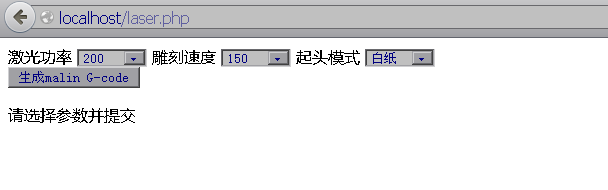 localhost/laser.php
激光功率 200 雕刻速度 150 起头模式 白纸
生成malin G-code
请选择参数并提交